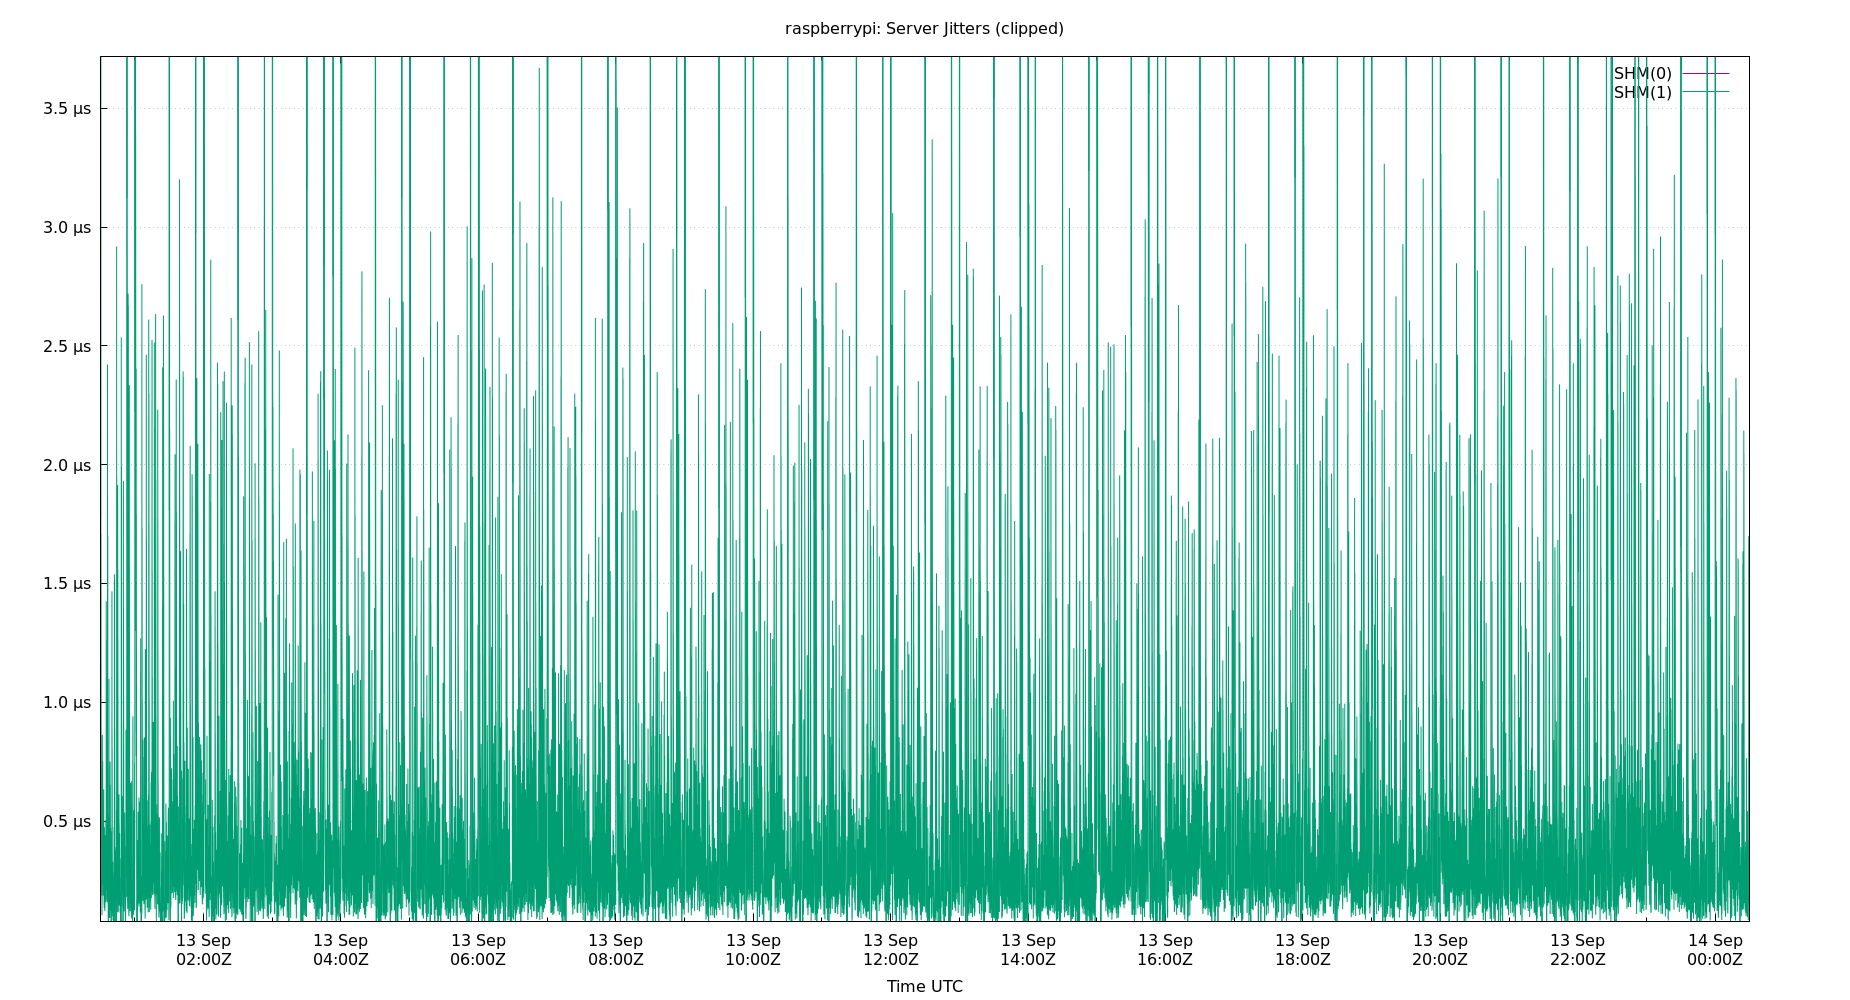 raspberrypi: Server Jitters (clipped)
SHM(0)
SHM(1)
3.5 µs
3.0 µs
2.5 µs
2.0 µs
1.5 µs
1.0 µs
0.5 µs
13 Sep 13 Sep 13 Sep 13 Sep 13 Sep 13 Sep 13 Sep 13 Sep 13 Sep 13 Sep 13 Sep 14 Sep
02:00Z 04:00Z 06:00Z 08:00Z 10:00Z 12:00Z 14:00Z 16:00Z 18:00Z 20:00Z 22:00Z 00:00Z
Time UTC